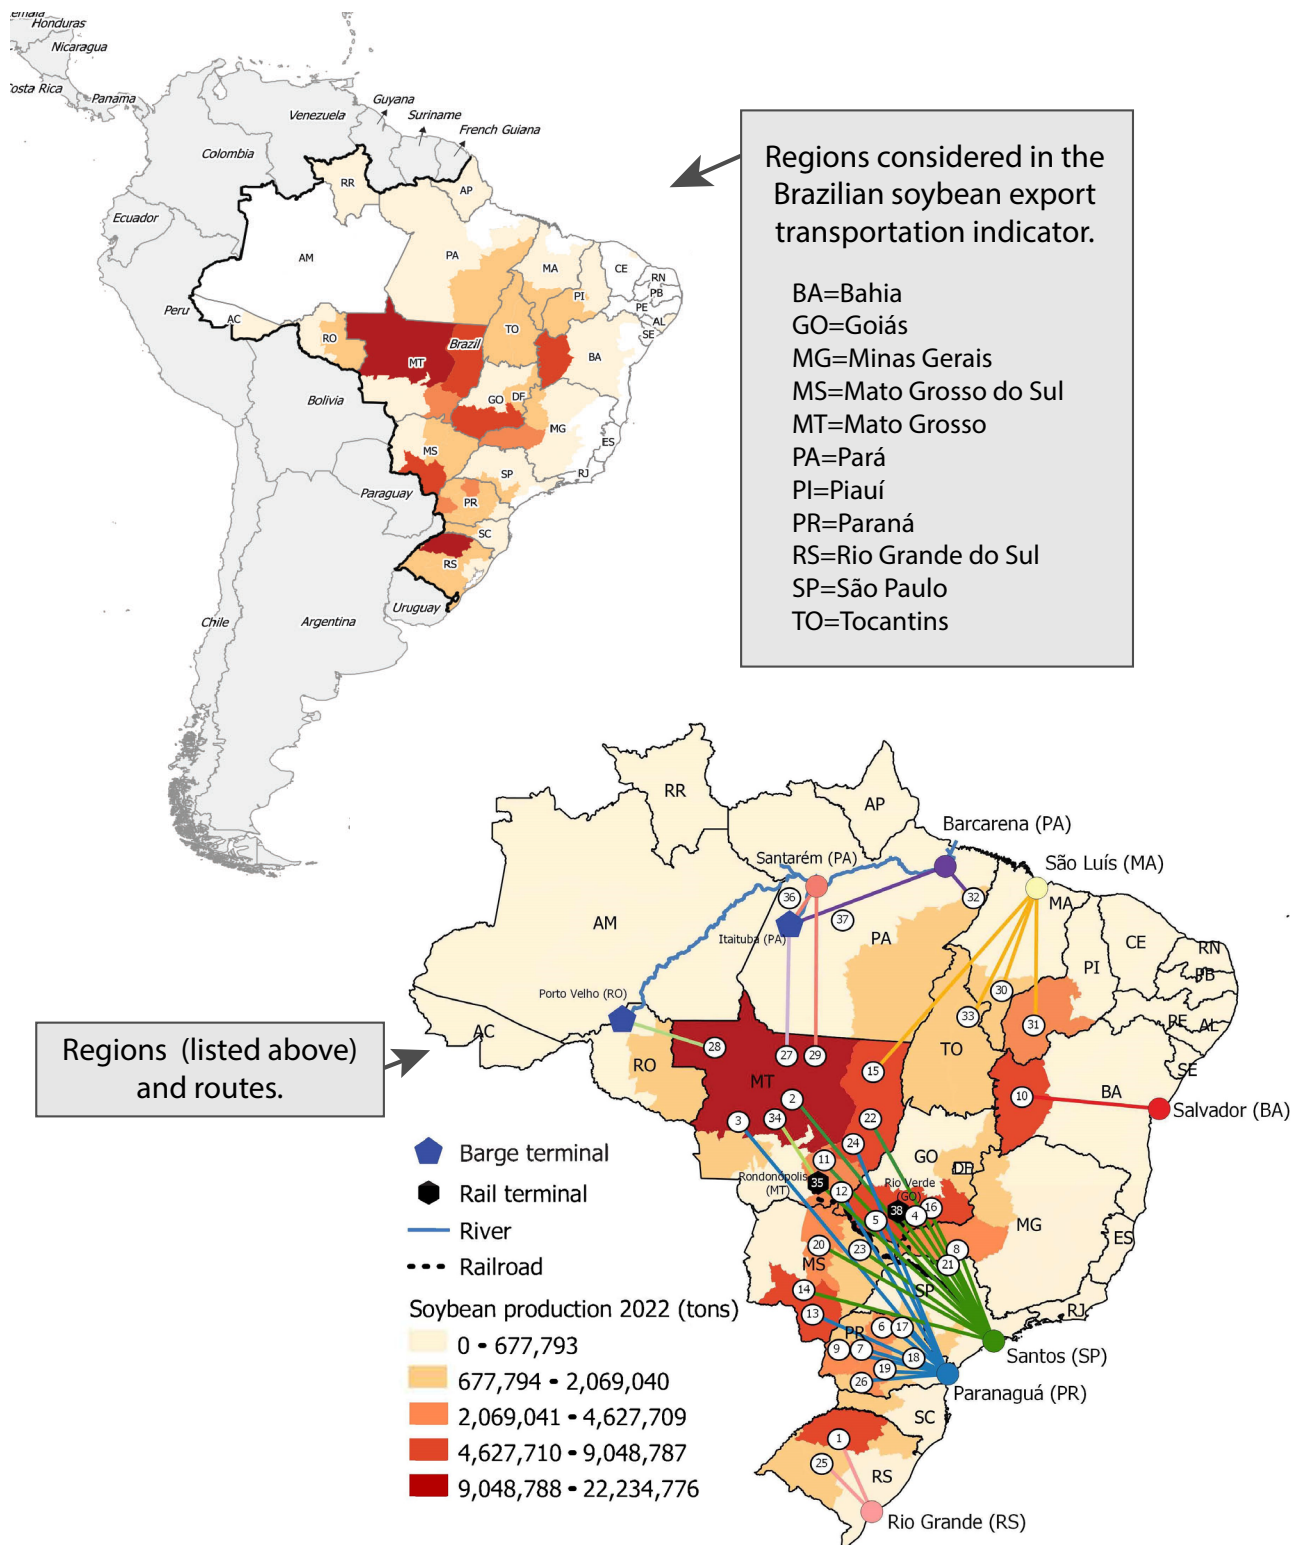 emala
Honduras
Nicaragua
osta Rica
Panama
Venezuela
Guyana
Suriname
French Guiana
Colombia
Ecuador
Peru
Brazil
Bolivia
Paraguay
Chile
Argentina
Uruguay
RR
AP
AM
PA
MA
CE
RN
PB
PE
AL
SE
PI
AC
RO
TO
BA
MT
GO
DF
MG
ES
MS
SP
RJ
PR
SC
RS
Regions considered in the
Brazilian soybean export
transportation indicator.
BA=Bahia
GO=Goiás
MG=Minas Gerais
MS=Mato Grosso do Sul
MT=Mato Grosso
PA=Pará
PI=Piauí
PR=Paraná
RS=Rio Grande do Sul
SP=São Paulo
TO=Tocantins
RR
AP
Barcarena (PA)
Santarém (PA)
São Luís (MA)
36
32
MA
37
AM
Itaituba (PA)
PA
CE
RN
PI
PB
Porto Velho (RO)
30
33
31
PE
AL
AC
28
27
29
TO
SE
RO
15
MT
BA
2
10
Salvador (BA)
3
34
22
24
GO
DF
11
Rondonópolis
(MT)
35
12
Rio Verde
(GO)
38
4
16
5
MG
ES
20
23
8
21
MS
SP
14
RJ
13
6
17
PR
Santos (SP)
9
7
18
19
26
Paranaguá (PR)
SC
1
25
RS
Rio Grande (RS)
Regions (listed above)
and routes.
Barge terminal
Rail terminal
River
Railroad
Soybean production 2022 (tons)
0 - 677,793
677,794 - 2,069,040
2,069,041 - 4,627,709
4,627,710 - 9,048,787
9,048,788 - 22,234,776